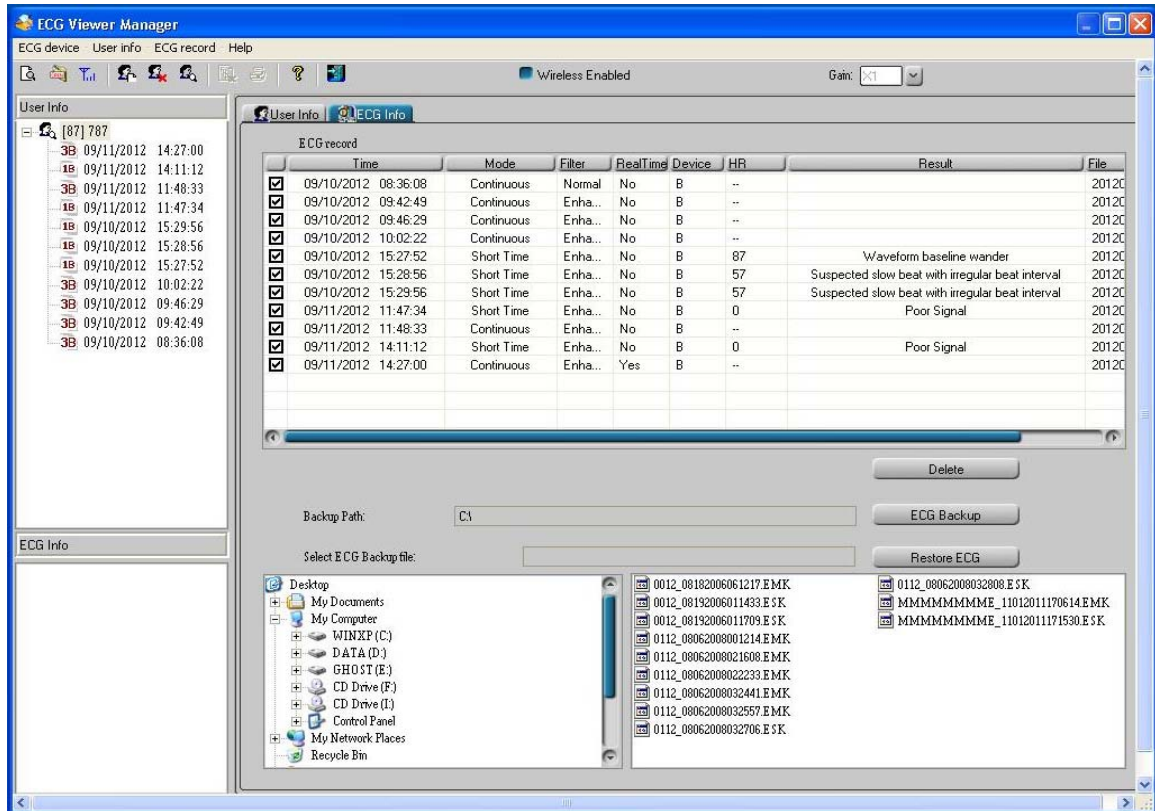 ECG Viewer Manager
ECG device User info ECG record Help
Wireless Enabled
Gain: X1
User Info
[87] 787
3B 09/11/2012 14:27:00
1B 09/11/2012 14:11:12
3B 09/11/2012 11:48:33
1B 09/11/2012 11:47:34
1B 09/10/2012 15:29:56
1B 09/10/2012 15:28:56
1B 09/10/2012 15:27:52
3B 09/10/2012 10:02:22
3B 09/10/2012 09:46:29
3B 09/10/2012 09:42:49
3B 09/10/2012 08:36:08
ECG Info
User Info ECG Info
ECG record
Time Mode Filter RealTime Device HR Result File
09/10/2012 08:36:08 Continuous Normal No B -- 20120
09/10/2012 09:42:49 Continuous Enha... No B -- 20120
09/10/2012 09:46:29 Continuous Enha... No B -- 20120
09/10/2012 10:02:22 Continuous Enha... No B -- 20120
09/10/2012 15:27:52 Short Time Enha... No B 87 Waveform baseline wander 20120
09/10/2012 15:28:56 Short Time Enha... No B 57 Suspected slow beat with irregular beat interval 20120
09/10/2012 15:29:56 Short Time Enha... No B 57 Suspected slow beat with irregular beat interval 20120
09/11/2012 11:47:34 Short Time Enha... No B 0 Poor Signal 20120
09/11/2012 11:48:33 Continuous Enha... No B -- 20120
09/11/2012 14:11:12 Short Time Enha... No B 0 Poor Signal 20120
09/11/2012 14:27:00 Continuous Enha... Yes B -- 20120
Delete
Backup Path: C:\ ECG Backup
Select ECG Backup file: Restore ECG
Desktop
My Documents
My Computer
WINXP (C:)
DATA (D:)
GHOST (E:)
CD Drive (F:)
CD Drive (I:)
Control Panel
My Network Places
Recycle Bin
0012_08182006061217.EMK
0012_08192006011433.ESK
0012_08192006011709.ESK
0112_08062008001214.EMK
0112_08062008021608.EMK
0112_08062008022233.EMK
0112_08062008032441.EMK
0112_08062008032557.EMK
0112_08062008032706.ESK
0112_08062008032808.ESK
MMMMMMMME_11012011170614.EMK
MMMMMMMME_11012011171530.ESK